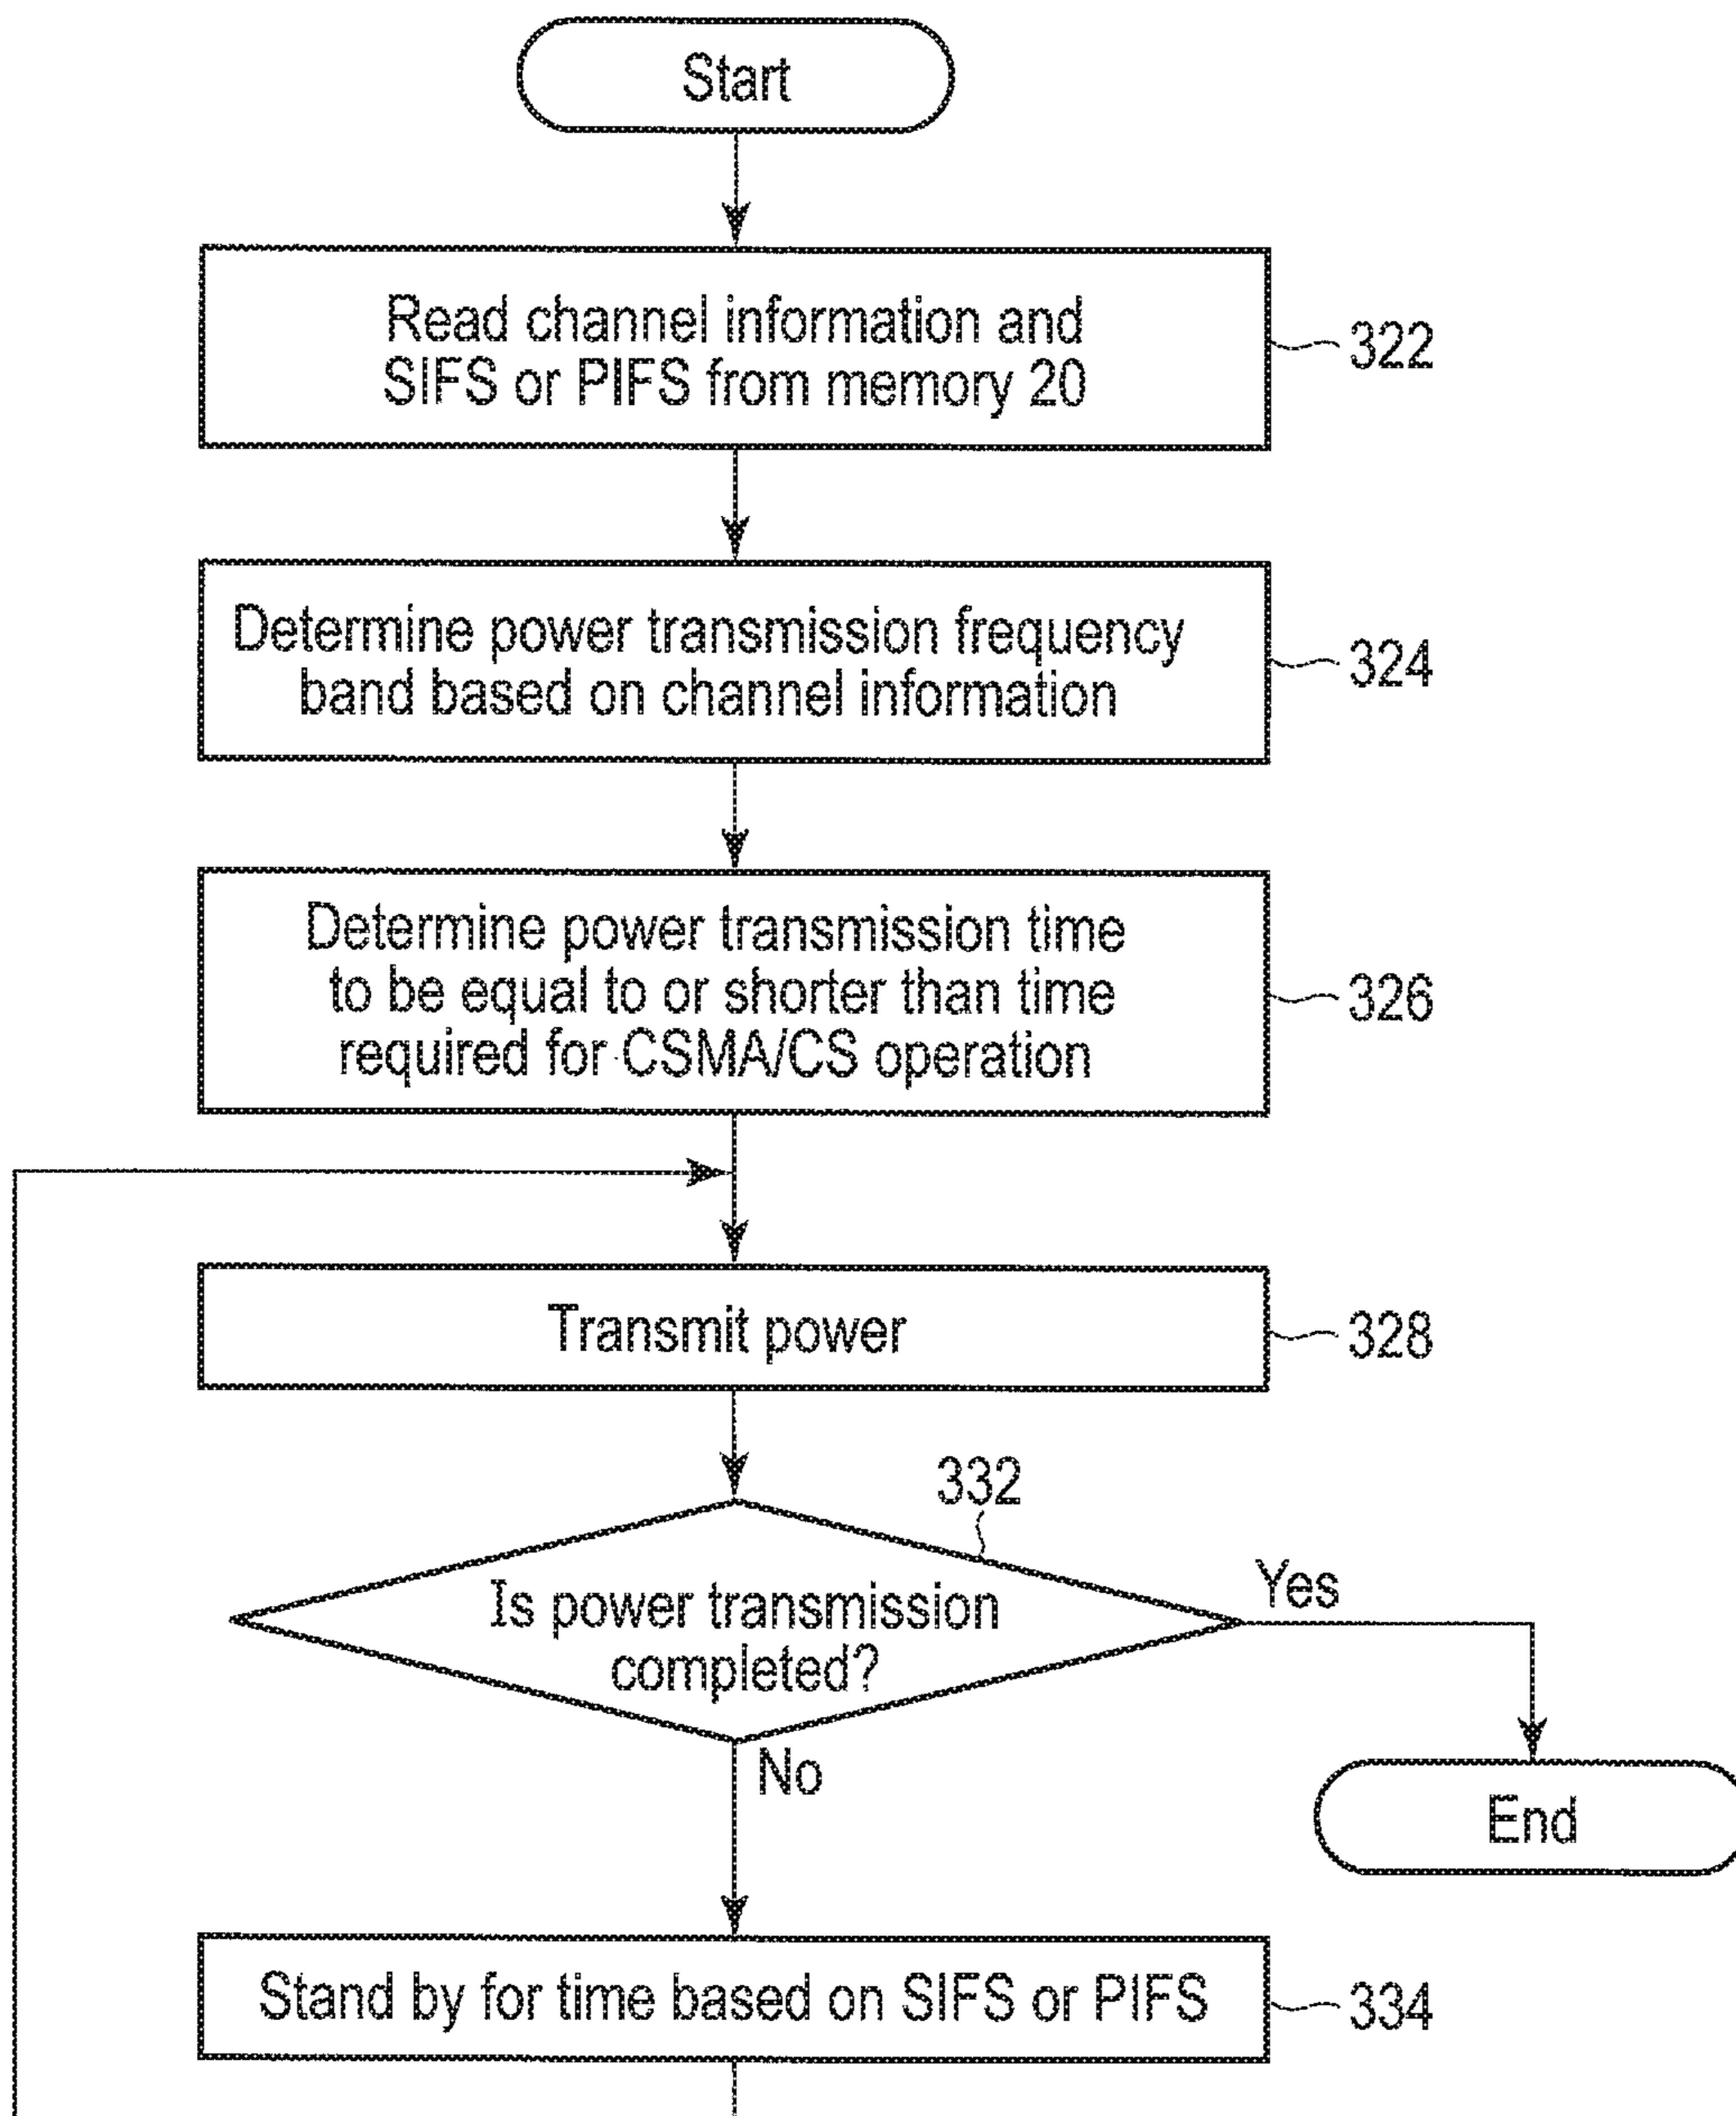 Start
Read channel information and
SIFS or PIFS from memory 20
322
Determine power transmission frequency
band based on channel information
324
Determine power transmission time
to be equal to or shorter than time
required for CSMA/CS operation
326
Transmit power
328
332
Is power transmission
completed?
Yes
No
End
Stand by for time based on SIFS or PIFS
334